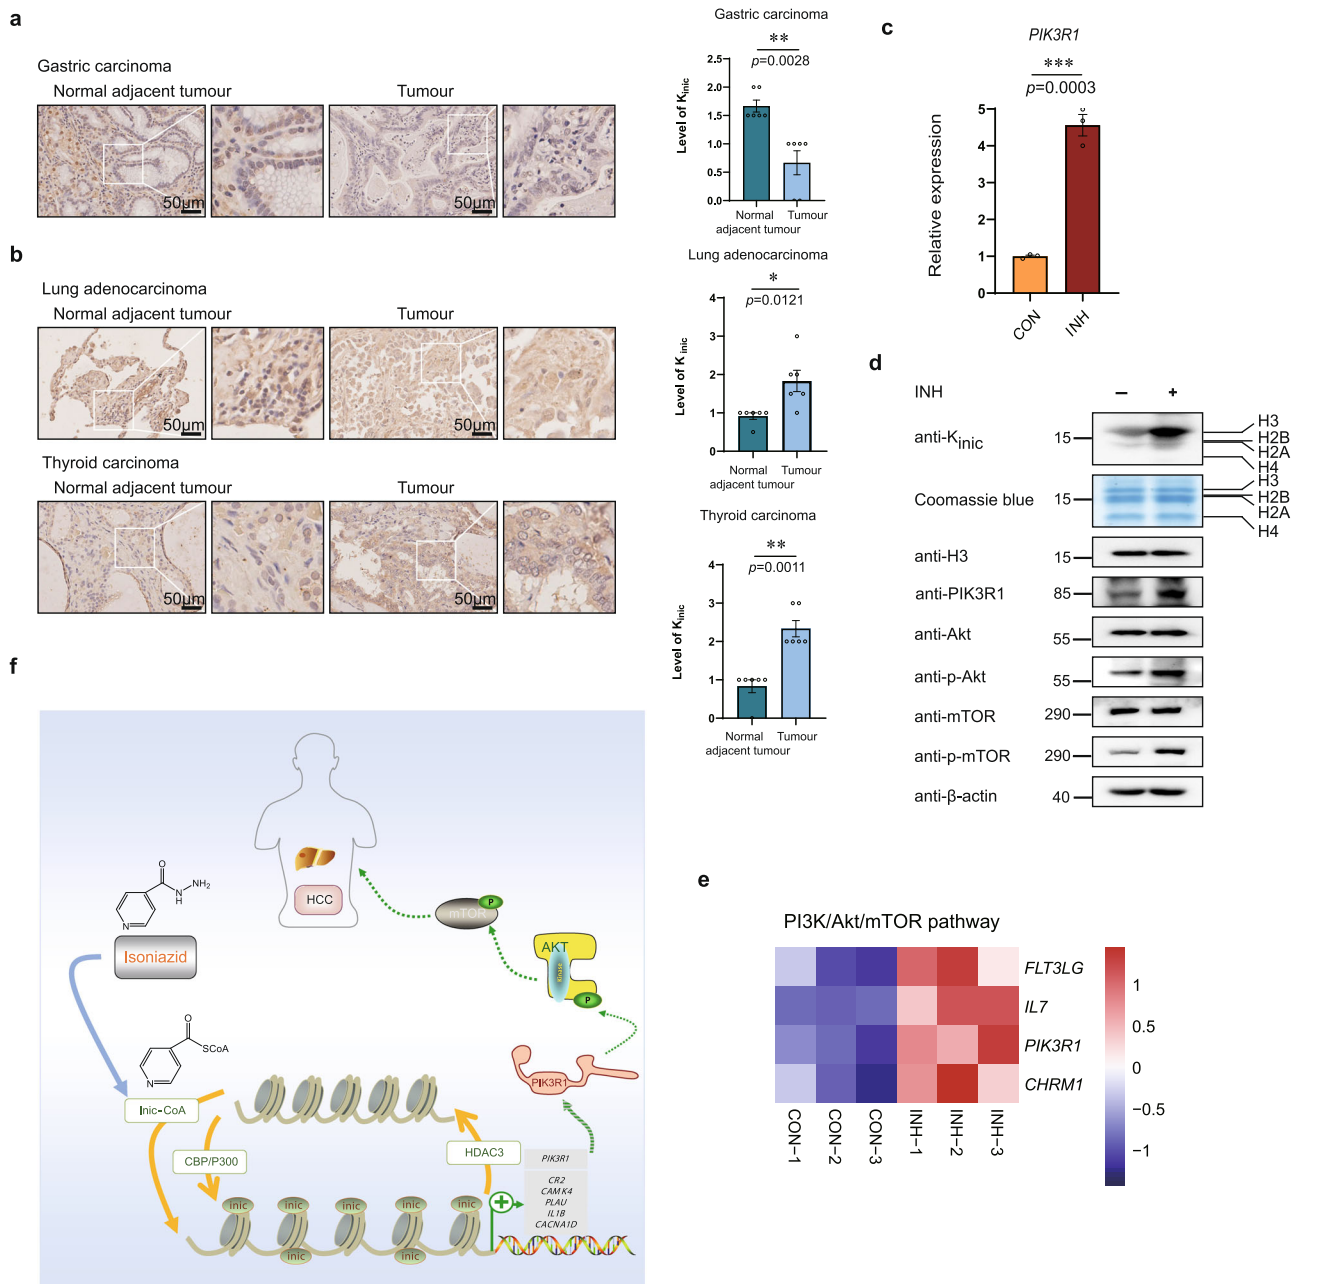 a
Gastric carcinoma
Normal adjacent tumour
Tumour
50µm
50µm
Gastric carcinoma
**
p=0.0028
Level of Kinic
2.5
2.0
1.5
1.0
0.5
0.0
Normal adjacent tumour
Tumour
b
Lung adenocarcinoma
Normal adjacent tumour
Tumour
50µm
50µm
Thyroid carcinoma
Normal adjacent tumour
Tumour
50µm
50µm
Lung adenocarcinoma
*
p=0.0121
Level of Kinic
4
3
2
1
0
Normal adjacent tumour
Tumour
Thyroid carcinoma
**
p=0.0011
Level of Kinic
4
3
2
1
0
Normal adjacent tumour
Tumour
c
PIK3R1
***
p=0.0003
Relative expression
5
4
3
2
1
0
CON
INH
d
INH
–
+
anti-Kinic
15
H3
H2B
H2A
H4
Coomassie blue
15
H3
H2B
H2A
H4
anti-H3
15
anti-PIK3R1
85
anti-Akt
55
anti-p-Akt
55
anti-mTOR
290
anti-p-mTOR
290
anti-β-actin
40
e
PI3K/Akt/mTOR pathway
FLT3LG
IL7
PIK3R1
CHRM1
CON−1
CON−2
CON−3
INH−1
INH−2
INH−3
1
0.5
0
−0.5
−1
f
HCC
O
N
N
H
NH2
Isoniazid
mTOR
P
AKT
Kinase
P
O
SCoA
N
Inic-CoA
PIK3R1
CBP/P300
HDAC3
PIK3R1
CR2
CAMK4
PLAU
IL1B
CACNA1D
inic
inic
inic
inic
inic
inic
inic